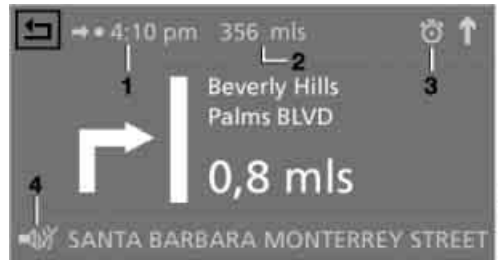 4:10 pm 356 mls
1 2 3
Beverly Hills
Palms BLVD
0,8 mls
4
SANTA BARBARA MONTERREY STREET